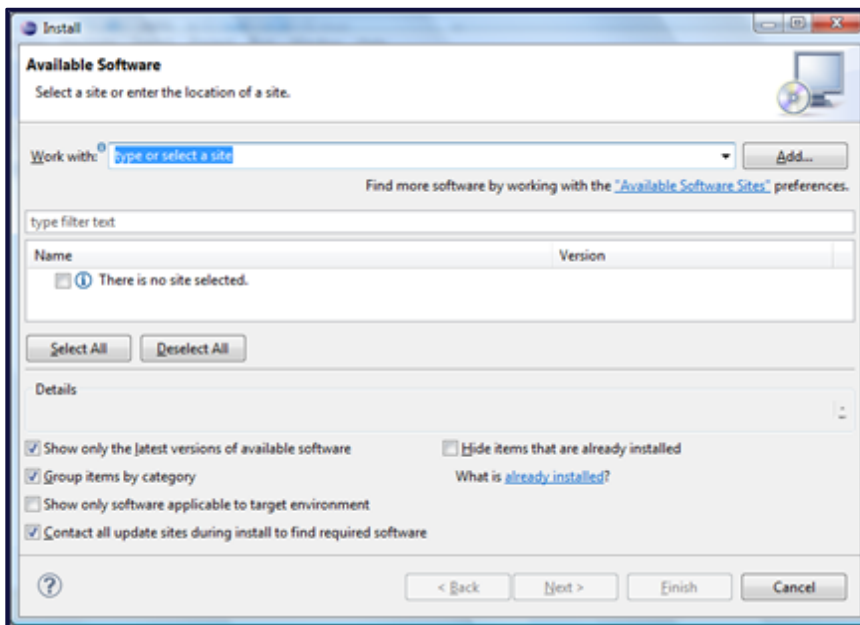 Install
Available Software
Select a site or enter the location of a site.
Work with: type or select a site Add...
Find more software by working with the "Available Software Sites" preferences.
type filter text
Name Version
There is no site selected.
Select All Deselect All
Details
Show only the latest versions of available software Hide items that are already installed
Group items by category What is already installed?
Show only software applicable to target environment
Contact all update sites during install to find required software
? < Back Next > Finish Cancel